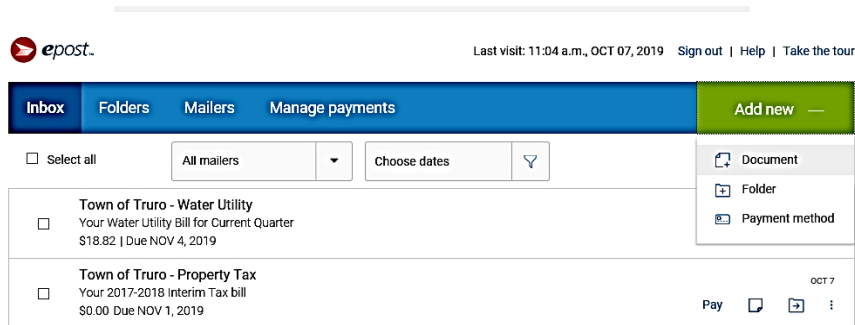 epost™
Last visit: 11:04 a.m., OCT 07, 2019 Sign out | Help | Take the tour
Inbox Folders Mailers Manage payments Add new —
Select all All mailers Choose dates
Document
Folder
Payment method
Town of Truro - Water Utility
Your Water Utility Bill for Current Quarter
$18.82 | Due NOV 4, 2019
Town of Truro - Property Tax
OCT 7
Your 2017-2018 Interim Tax bill
$0.00 Due NOV 1, 2019
Pay